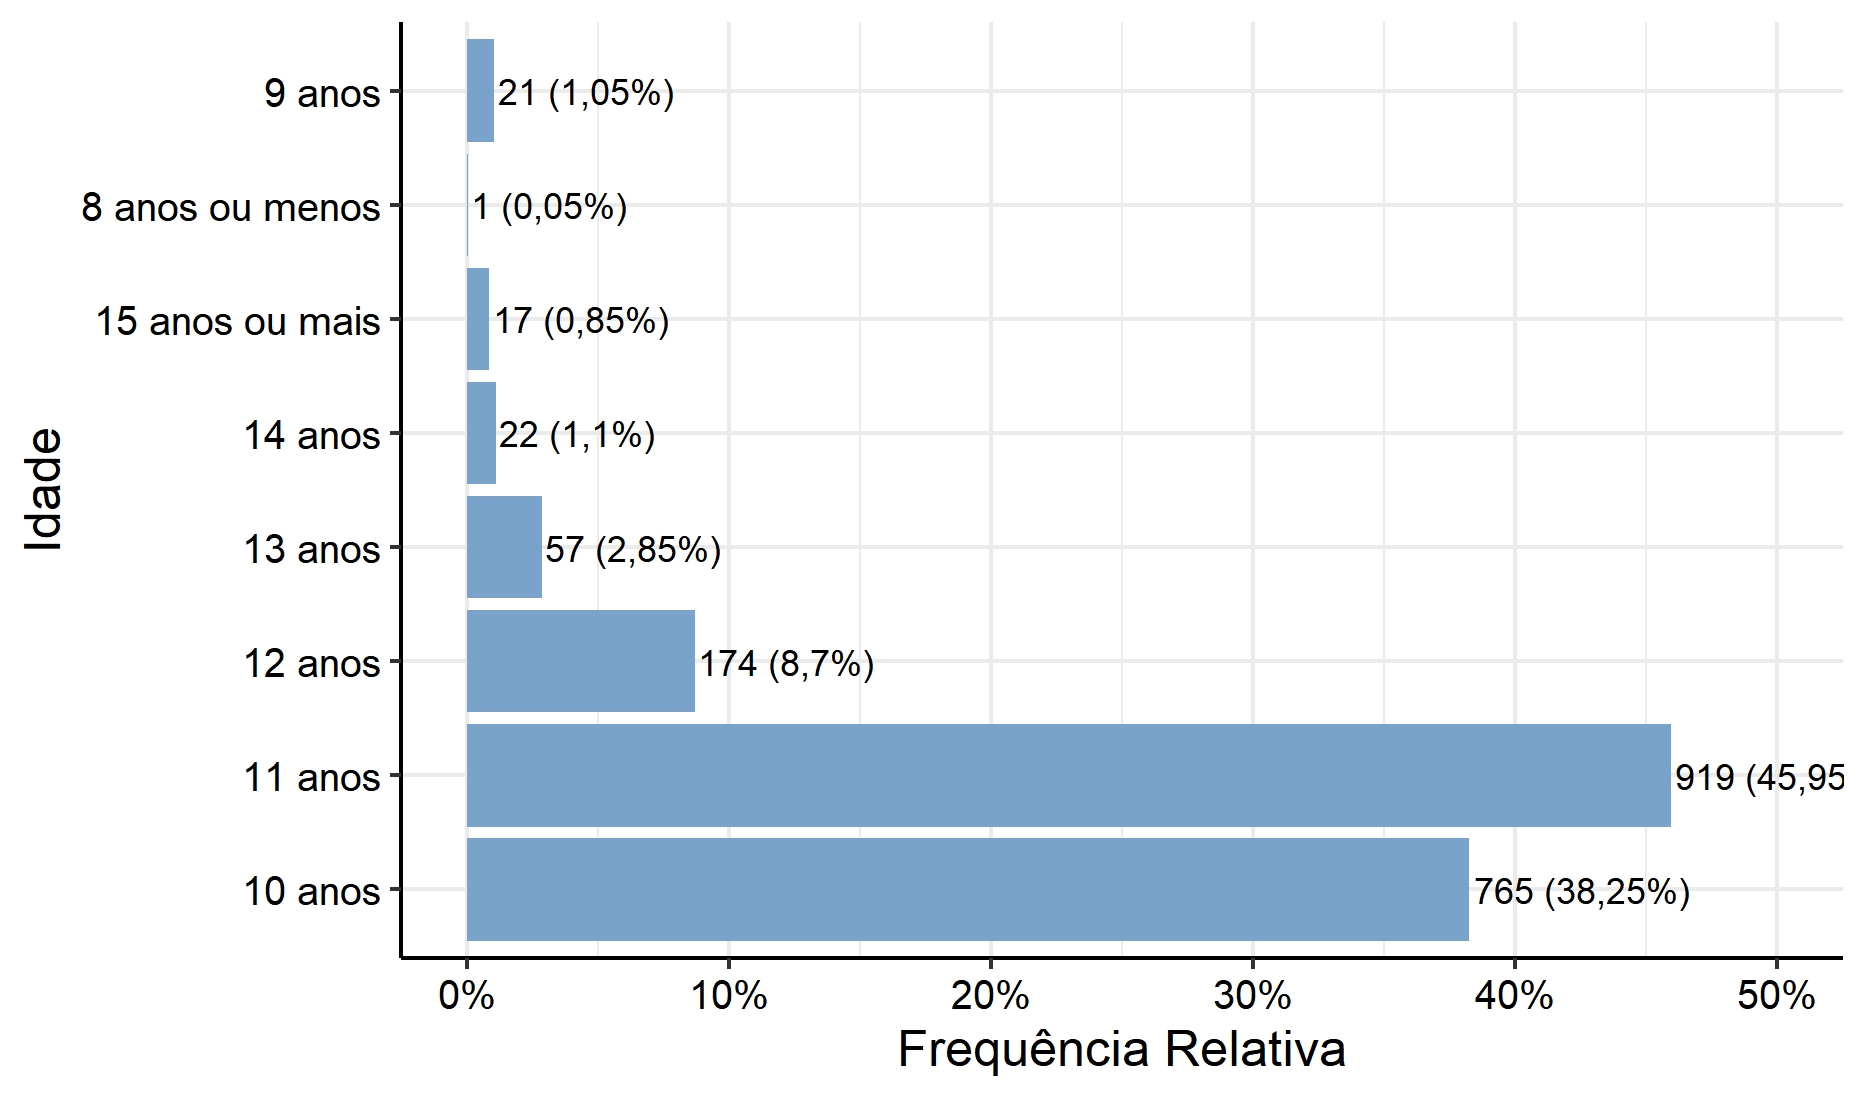 Idade
9 anos
21 (1,05%)
8 anos ou menos
1 (0,05%)
15 anos ou mais
17 (0,85%)
14 anos
22 (1,1%)
13 anos
57 (2,85%)
12 anos
174 (8,7%)
11 anos
919 (45,95
10 anos
765 (38,25%)
0%
10%
20%
30%
40%
50%
Frequência Relativa